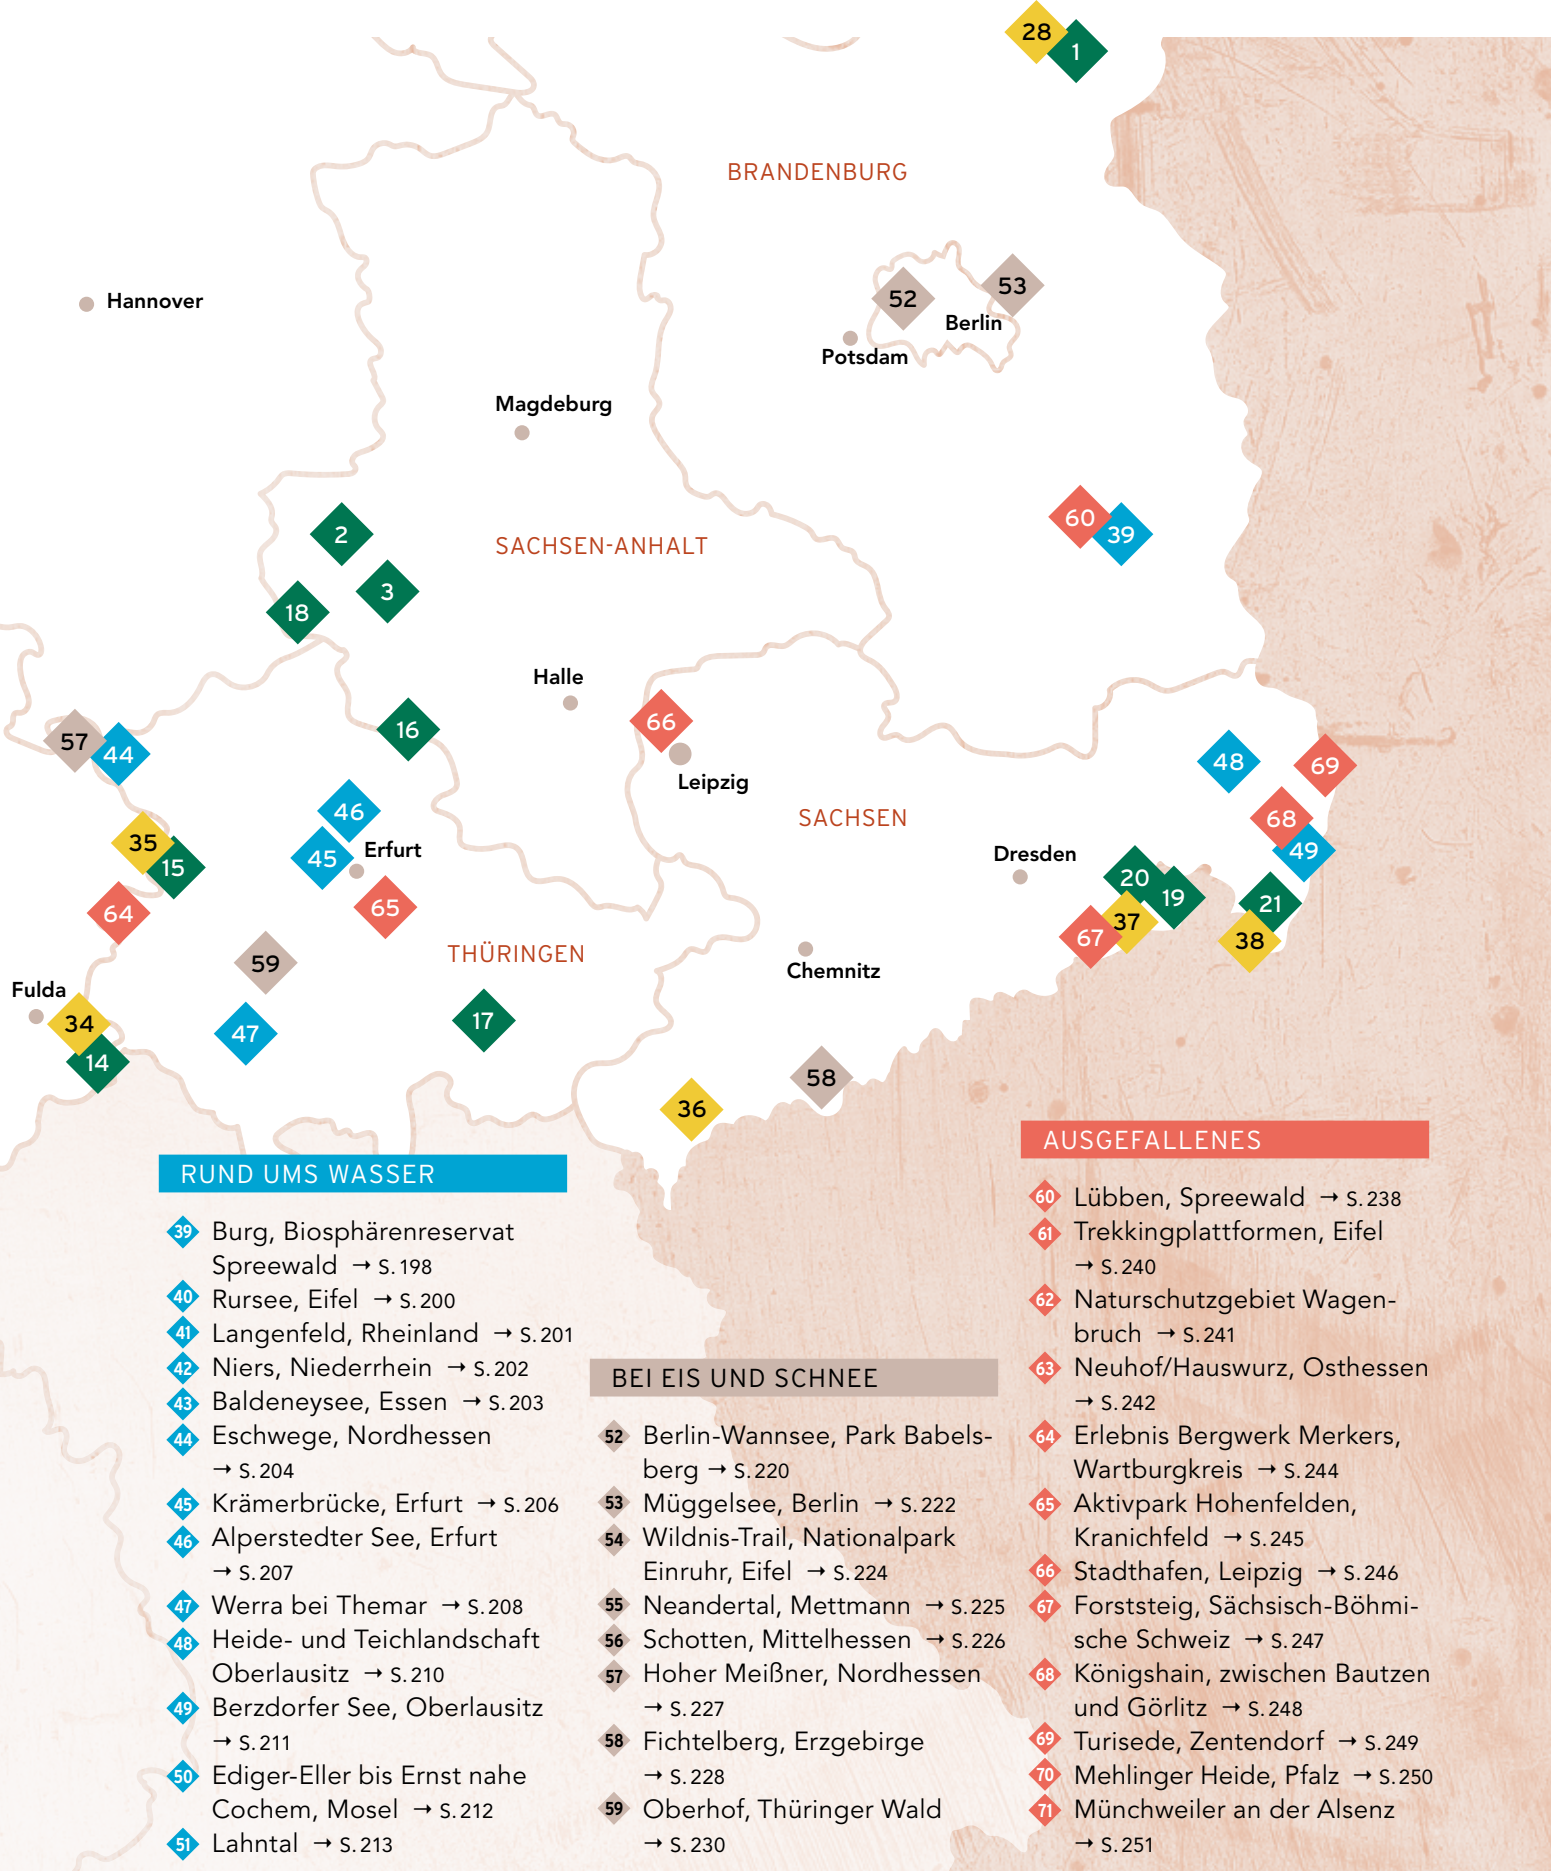 28
1
BRANDENBURG
Hannover
52
53
Berlin
Potsdam
Magdeburg
60
39
2
SACHSEN-ANHALT
3
18
Halle
66
16
57
44
Leipzig
48
69
46
35
45
Erfurt
15
SACHSEN
68
49
Dresden
20
19
21
64
65
37
67
38
THÜRINGEN
59
Chemnitz
Fulda
34
47
17
14
58
36
RUND UMS WASSER
39 Burg, Biosphärenreservat
Spreewald → S. 198
40 Rursee, Eifel → S. 200
41 Langenfeld, Rheinland → S. 201
42 Niers, Niederrhein → S. 202
43 Baldeneysee, Essen → S. 203
44 Eschwege, Nordhessen
→ S. 204
45 Krämerbrücke, Erfurt → S. 206
46 Alperstedter See, Erfurt
→ S. 207
47 Werra bei Themar → S. 208
48 Heide- und Teichlandschaft
Oberlausitz → S. 210
49 Berzdorfer See, Oberlausitz
→ S. 211
50 Ediger-Eller bis Ernst nahe
Cochem, Mosel → S. 212
51 Lahntal → S. 213
BEI EIS UND SCHNEE
52 Berlin-Wannsee, Park Babels-
berg → S. 220
53 Müggelsee, Berlin → S. 222
54 Wildnis-Trail, Nationalpark
Einruhr, Eifel → S. 224
55 Neandertal, Mettmann → S. 225
56 Schotten, Mittelhessen → S. 226
57 Hoher Meißner, Nordhessen
→ S. 227
58 Fichtelberg, Erzgebirge
→ S. 228
59 Oberhof, Thüringer Wald
→ S. 230
AUSGEFALLENES
60 Lübben, Spreewald → S. 238
61 Trekkingplattformen, Eifel
→ S. 240
62 Naturschutzgebiet Wagen-
bruch → S. 241
63 Neuhof/Hauswurz, Osthessen
→ S. 242
64 Erlebnis Bergwerk Merkers,
Wartburgkreis → S. 244
65 Aktivpark Hohenfelden,
Kranichfeld → S. 245
66 Stadthafen, Leipzig → S. 246
67 Forststeig, Sächsisch-Böhmi-
sche Schweiz → S. 247
68 Königshain, zwischen Bautzen
und Görlitz → S. 248
69 Turisede, Zentendorf → S. 249
70 Mehlinger Heide, Pfalz → S. 250
71 Münchweiler an der Alsenz
→ S. 251